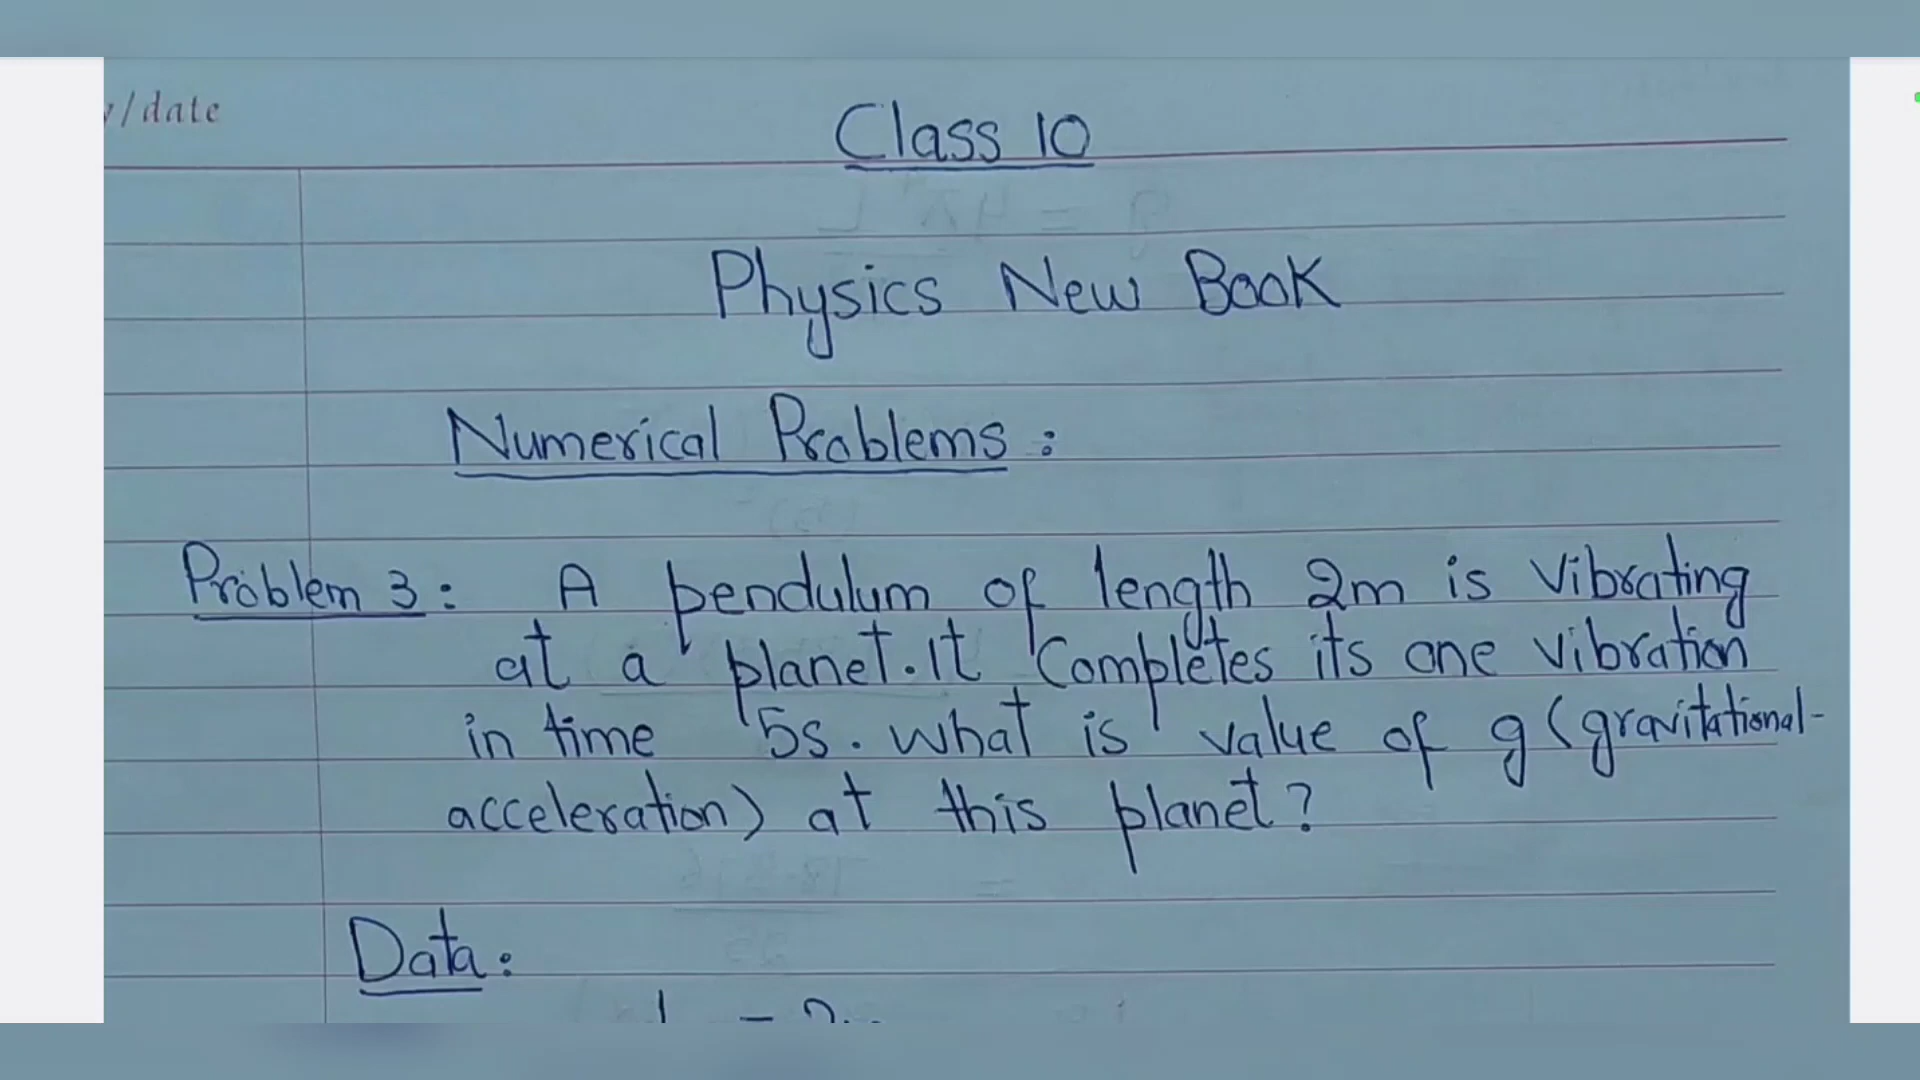 /date
Class 10
Physics New Book
Numerical Problems :
Problem 3 : A pendulum of length 2m is vibrating
at a planet. It completes its one vibration
in time 5s. What is value of g (gravitational-
acceleration) at this planet?
Data :